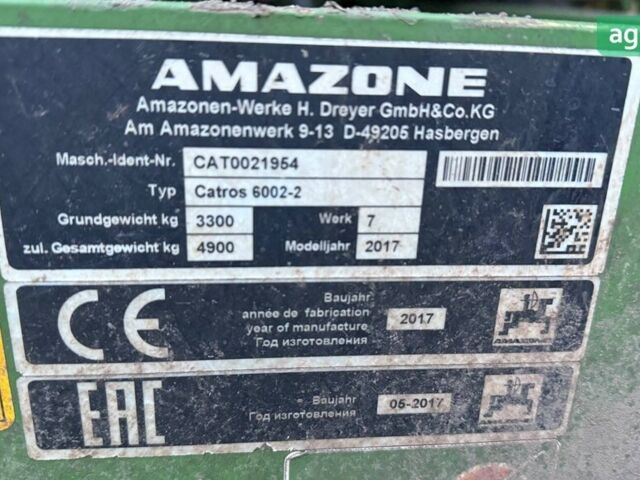 ag
AMAZONE
Amazonen-Werke H. Dreyer GmbH&Co.KG
Am Amazonenwerk 9-13 D-49205 Hasbergen
Masch.-Ident-Nr. CAT0021954
Typ Catros 6002-2
Grundgewicht kg 3300 Werk 7
zul. Gesamtgewicht kg 4900 Modelljahr 2017
CE
Baujahr
année de fabrication
year of manufacture 2017
Год изготовления
AMAZONE
EAC
Baujahr 05-2017
Год изготовления
AMAZONE